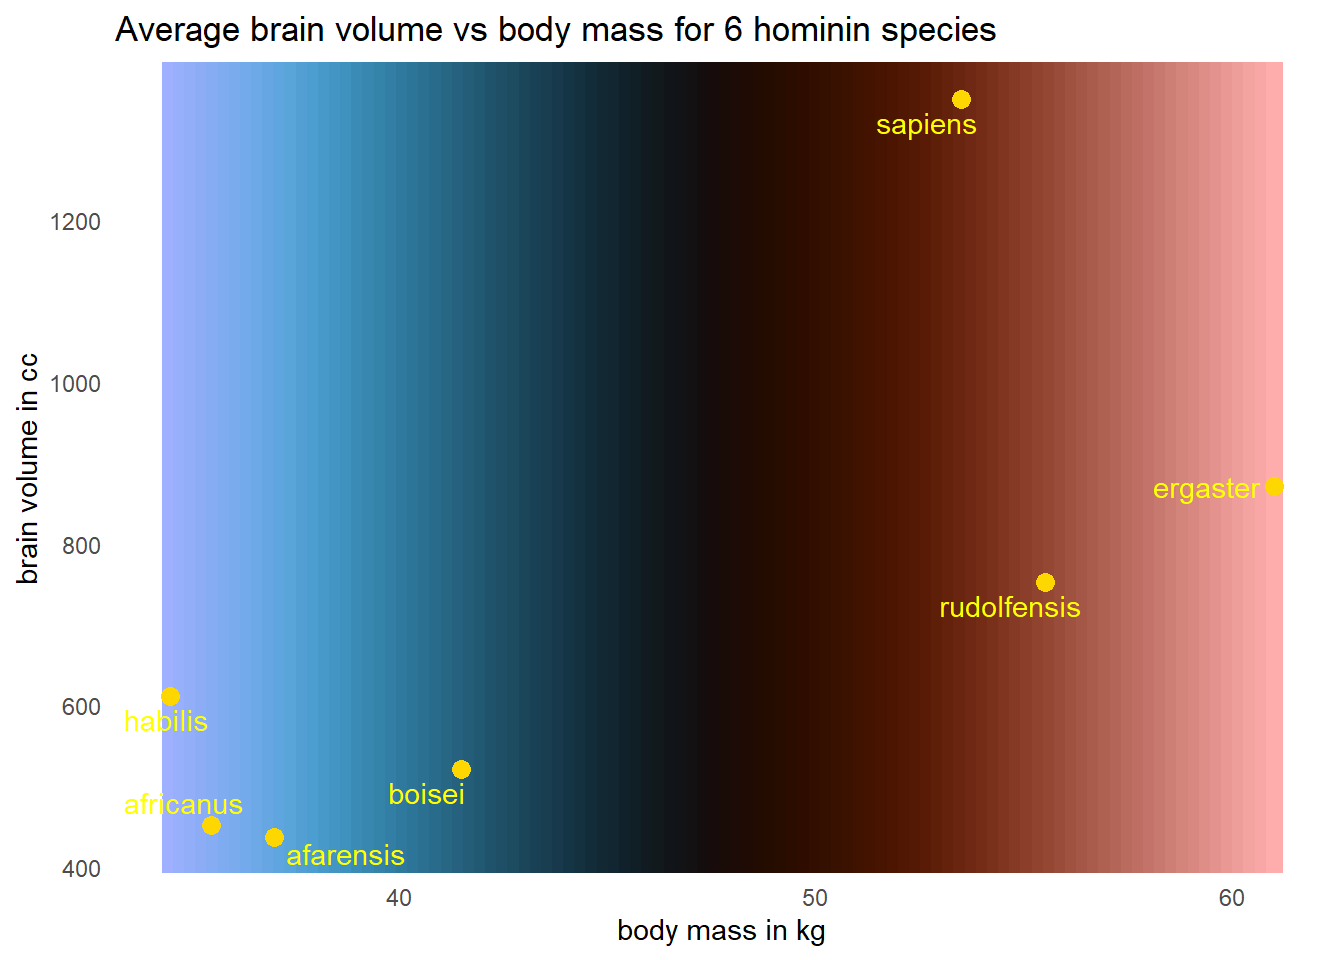 Average brain volume vs body mass for 6 hominin species
sapiens
1200
brain volume in cc
1000
ergaster
800
rudolfensis
600
habilis
boisei
africanus
afarensis
400
40 50 60
body mass in kg